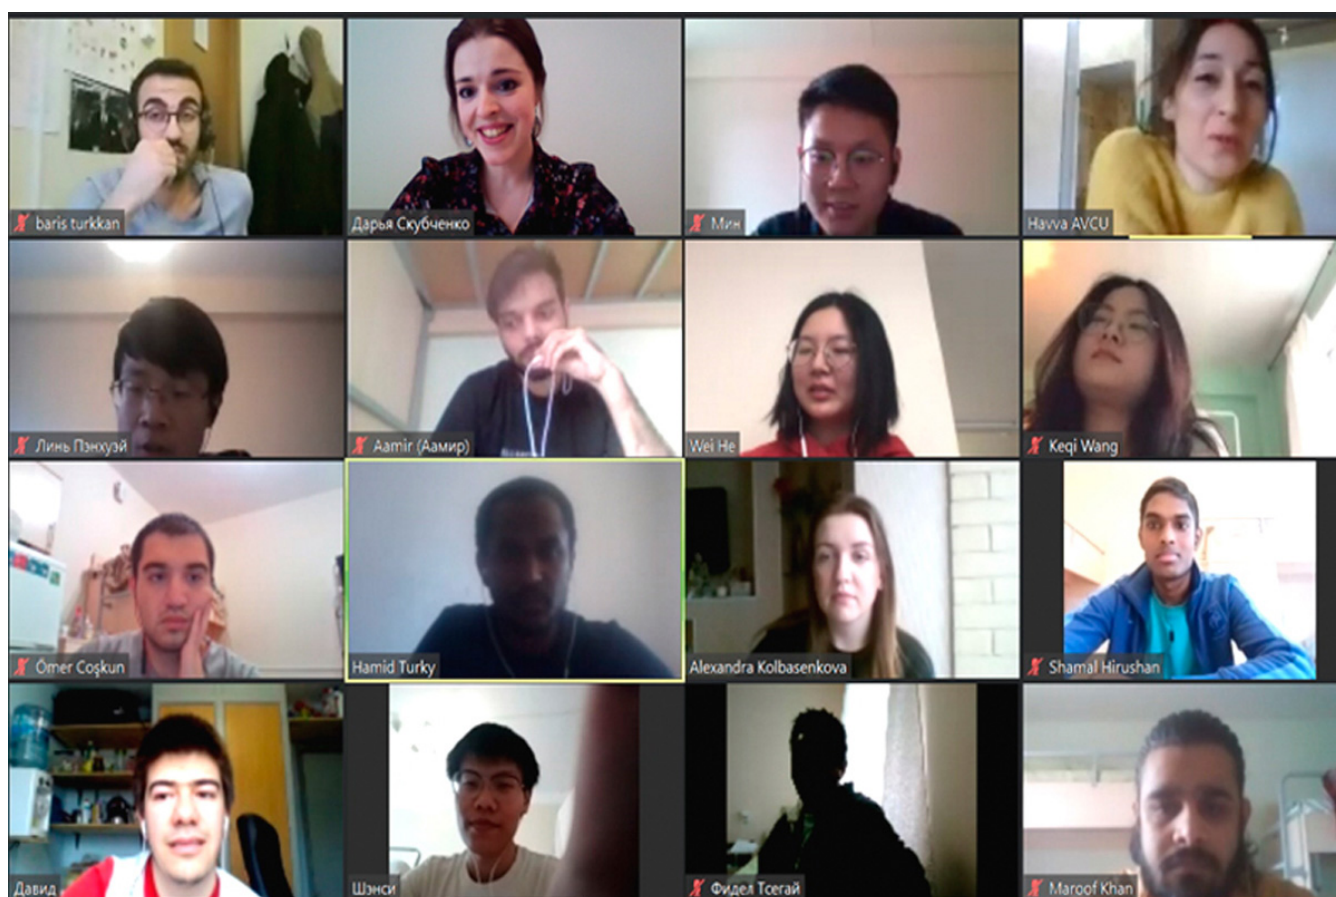 baris turkkan
Дарья Скубченко
Мин
Havva AVCU
Линь Пэнхуэй
Aamir (Аамир)
Wei He
Keqi Wang
Ömer Coşkun
Hamid Turky
Alexandra Kolbasenkova
Shamal Hirushan
Давид
Шэнси
Фидел Тсегай
Maroof Khan